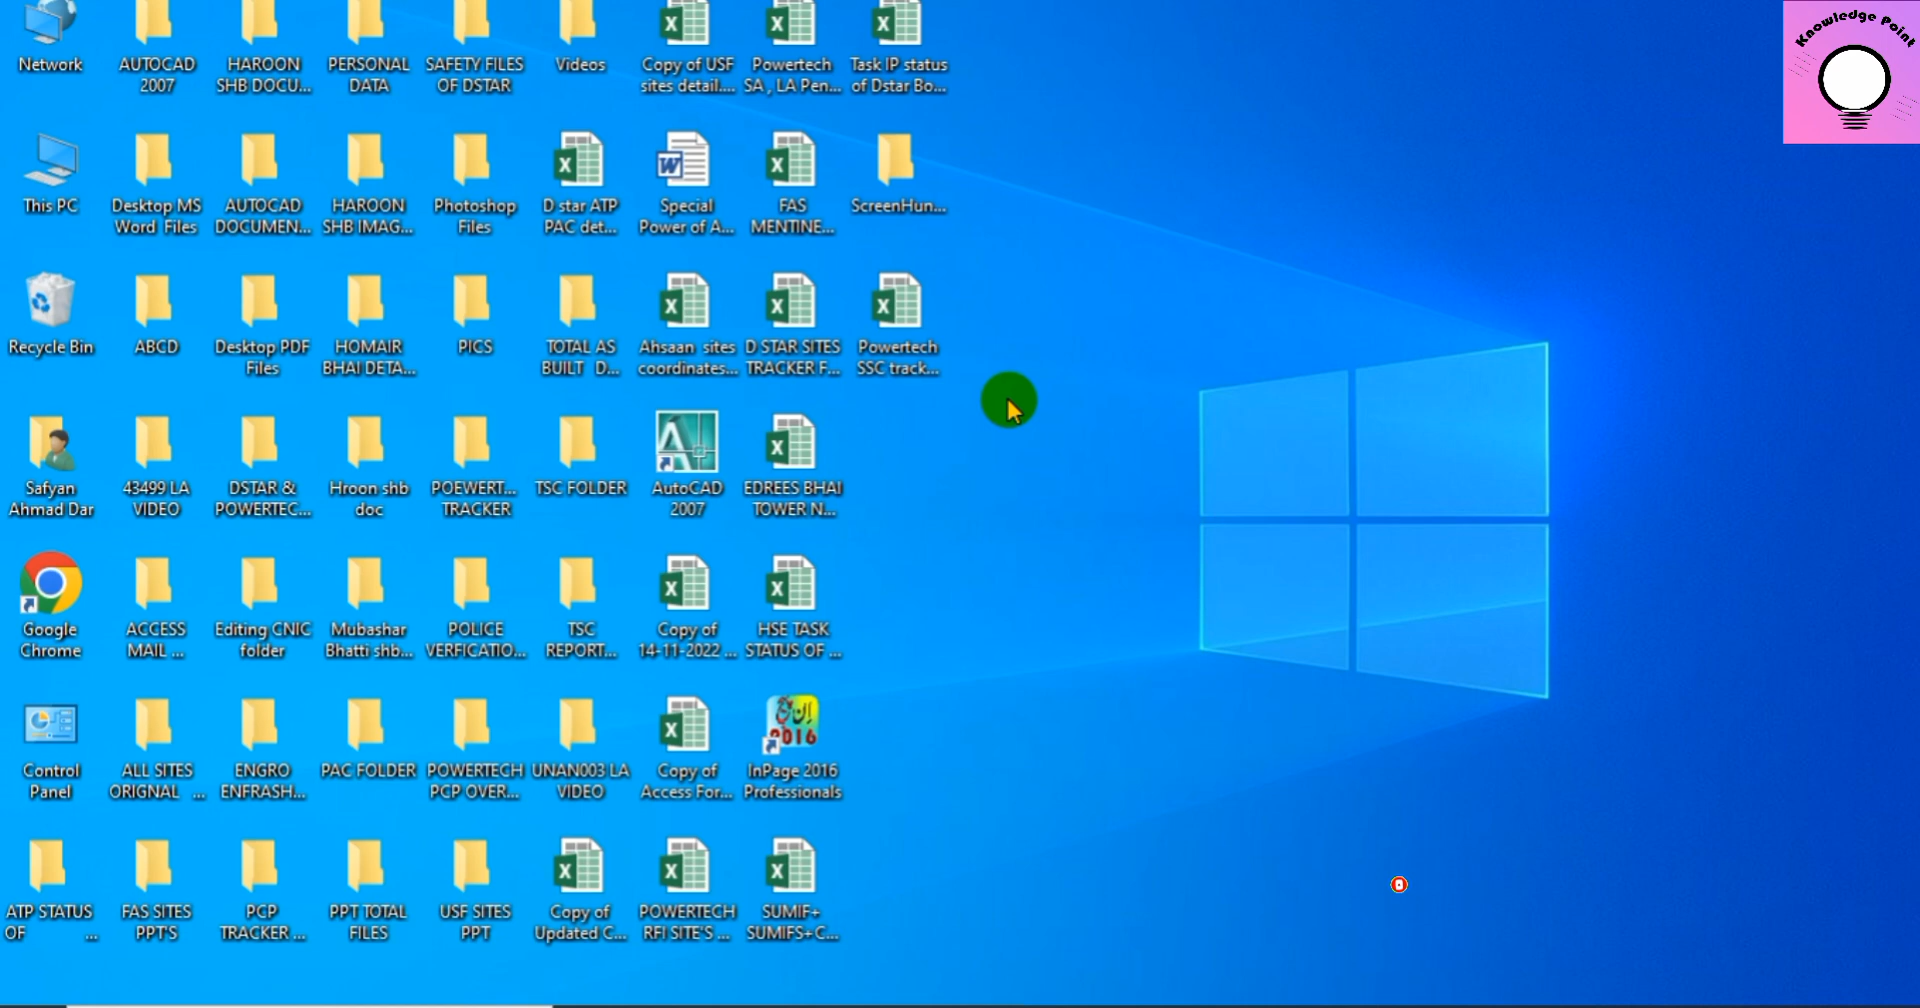 Knowledge Point
Network
AUTOCAD
2007
HAROON
SHB DOCU...
PERSONAL
DATA
SAFETY FILES
OF DSTAR
Videos
Copy of USF
sites detail....
Powertech
SA , LA Pen...
Task IP status
of Dstar Bo...
This PC
Desktop MS
Word Files
AUTOCAD
DOCUMEN...
HAROON
SHB IMAG...
Photoshop
Files
D star ATP
PAC det...
Special
Power of A...
FAS
MENTINE...
ScreenHun...
Recycle Bin
ABCD
Desktop PDF
Files
HOMAIR
BHAI DETA...
PICS
TOTAL AS
BUILT D...
Ahsaan sites
coordinates...
D STAR SITES
TRACKER F...
Powertech
SSC track...
Safyan
Ahmad Dar
43499 LA
VIDEO
DSTAR &
POWERTEC...
Hroon shb
doc
POEWERT...
TRACKER
TSC FOLDER
AutoCAD
2007
EDREES BHAI
TOWER N...
Google
Chrome
ACCESS
MAIL ...
Editing CNIC
folder
Mubashar
Bhatti shb...
POLICE
VERFICATIO...
TSC
REPORT...
Copy of
14-11-2022 ...
HSE TASK
STATUS OF ...
Control
Panel
ALL SITES
ORIGNAL ...
ENGRO
ENFRASH...
PAC FOLDER
POWERTECH
PCP OVER...
UNAN003 LA
VIDEO
Copy of
Access For...
ان پیج
2016
InPage 2016
Professionals
ATP STATUS
OF ...
FAS SITES
PPT'S
PCP
TRACKER ...
PPT TOTAL
FILES
USF SITES
PPT
Copy of
Updated C...
POWERTECH
RFI SITE'S ...
SUMIF+
SUMIFS+C...